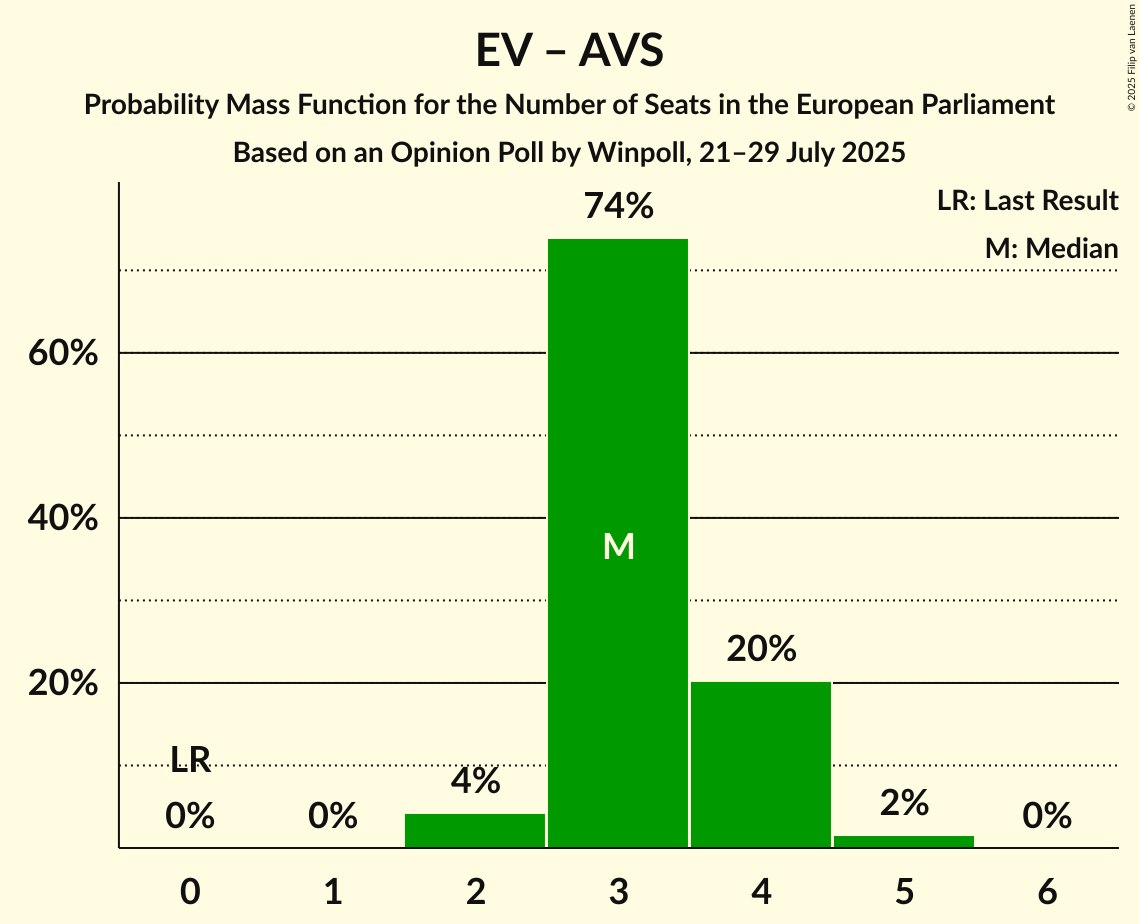 EV – AVS
Probability Mass Function for the Number of Seats in the European Parliament
Based on an Opinion Poll by Winpoll, 21–29 July 2025
© 2025 Filip van Laenen
LR: Last Result
M: Median
74%
60%
M
40%
20%
20%
LR
4%
2%
0%
0%
0%
0
1
2
3
4
5
6